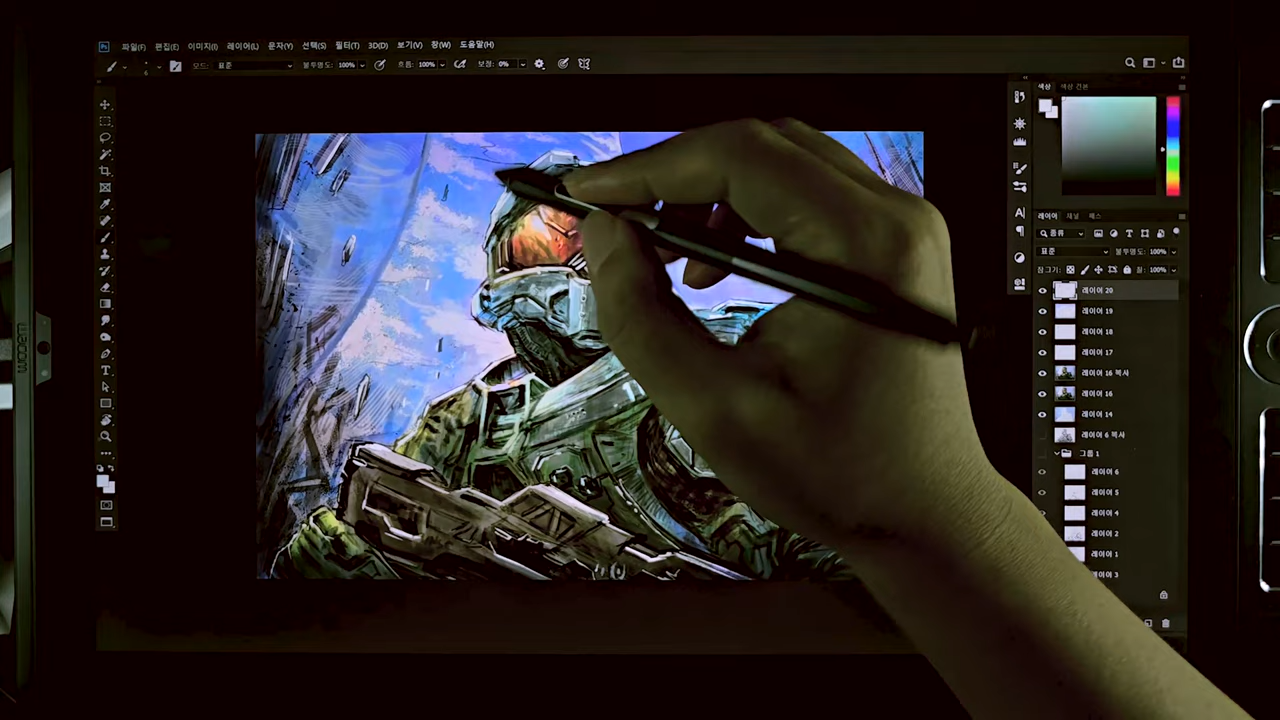 Ps 파일(F) 편집(E) 이미지(I) 레이어(L) 문자(Y) 선택(S) 필터(T) 3D(D) 보기(V) 창(W) 도움말(H)
모드: 표준 불투명도: 100% 흐름: 100% 보정: 0%
색상 색상 견본
wacom
레이어 채널 패스
종류
표준 불투명도: 100%
잠그기: 칠: 100%
레이어 20
레이어 19
레이어 18
레이어 17
레이어 16 복사
레이어 16
레이어 14
레이어 6 복사
그룹 1
레이어 6
레이어 5
레이어 4
레이어 2
레이어 1
3